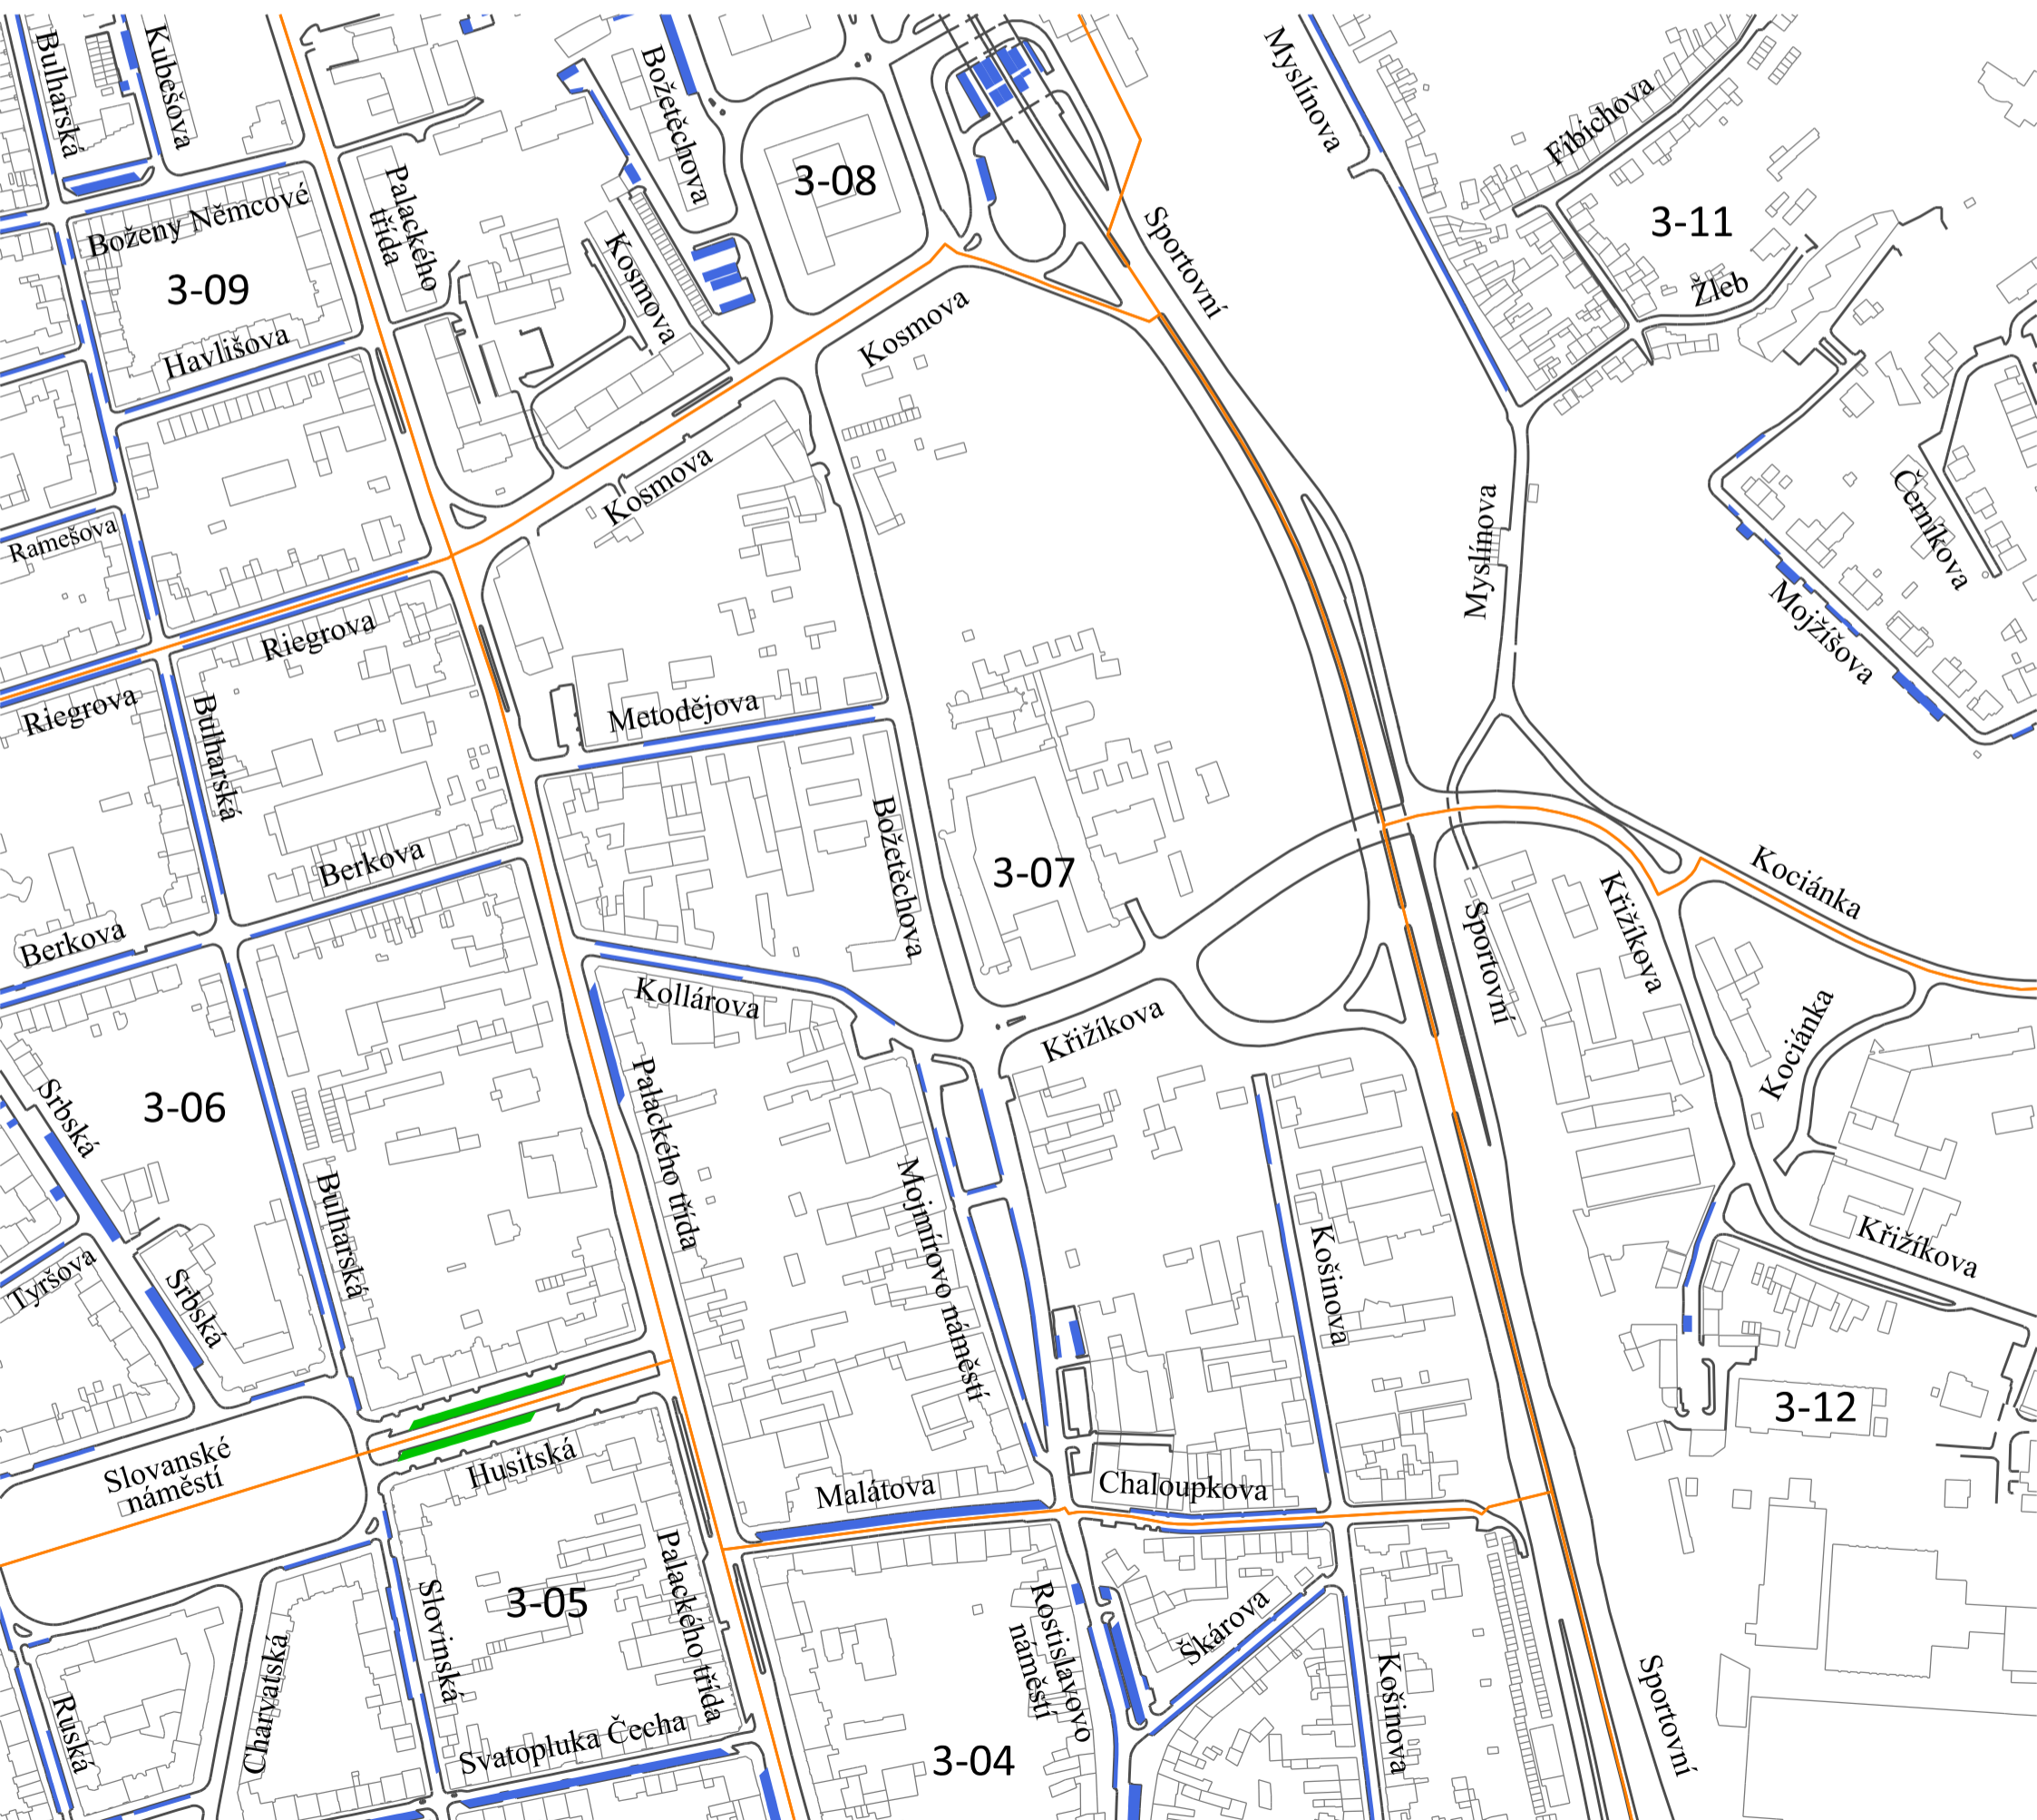 Bulharská
Kubešova
Božetěchova
Myslínova
Fibichova
Palackého
třída
3-08
Boženy Němcové
3-09
Kosmova
Sportovní
3-11
Žleb
Havlišova
Kosmova
Kosmova
Ramešova
Myslínova
Černíkova
Riegrova
Mojžíšova
Riegrova
Bulharská
Metodějova
Berkova
Božetěchova
3-07
Kociánka
Berkova
Sportovní
Křižíkova
Kollárova
Křižíkova
Kociánka
Srbská
3-06
Palackého třída
Bulharská
Mojmírovo náměstí
Košinova
Křižíkova
Tyršova
Srbská
3-12
Slovanské
náměstí
Husitská
Malátova
Chaloupkova
Slovinská
3-05
Palackého třída
Rostislavovo
náměstí
Škárova
Charvatská
Ruská
Svatopluka Čecha
3-04
Košinova
Sportovní